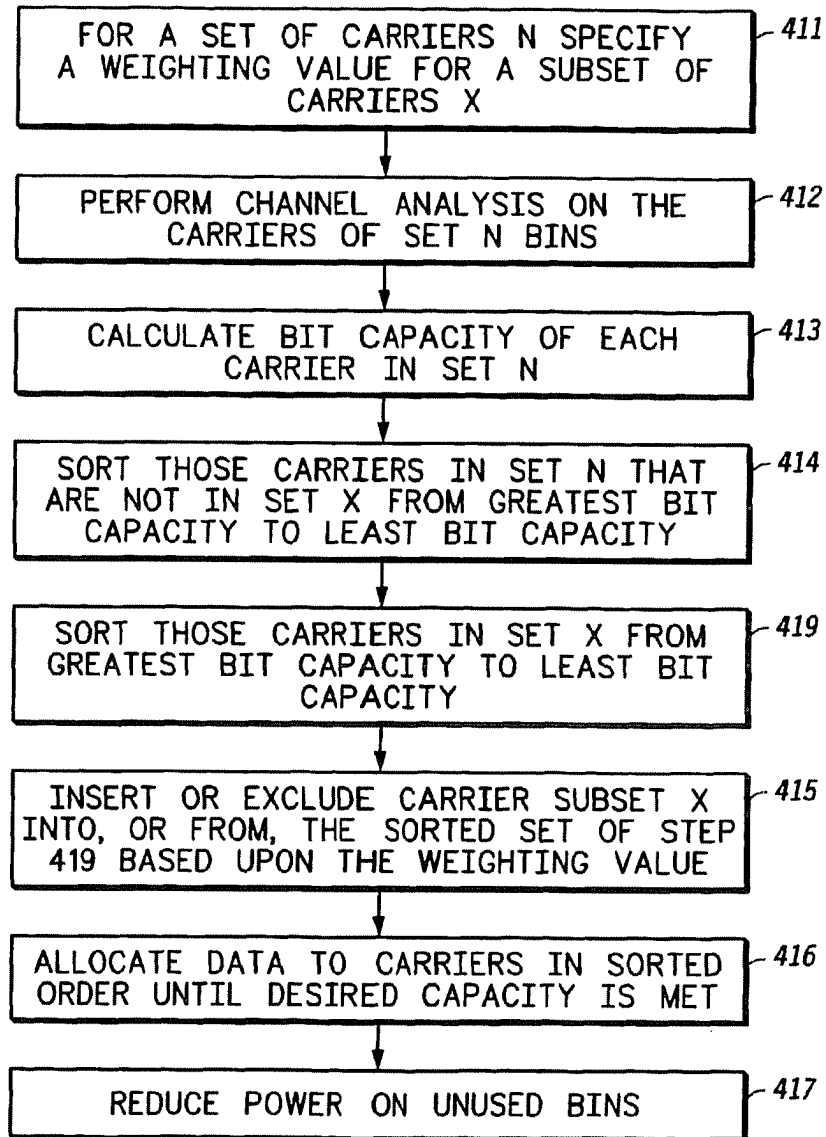 FOR A SET OF CARRIERS N SPECIFY
A WEIGHTING VALUE FOR A SUBSET OF
CARRIERS X
411
PERFORM CHANNEL ANALYSIS ON THE
CARRIERS OF SET N BINS
412
CALCULATE BIT CAPACITY OF EACH
CARRIER IN SET N
413
SORT THOSE CARRIERS IN SET N THAT
ARE NOT IN SET X FROM GREATEST BIT
CAPACITY TO LEAST BIT CAPACITY
414
SORT THOSE CARRIERS IN SET X FROM
GREATEST BIT CAPACITY TO LEAST BIT
CAPACITY
419
INSERT OR EXCLUDE CARRIER SUBSET X
INTO, OR FROM, THE SORTED SET OF STEP
419 BASED UPON THE WEIGHTING VALUE
415
ALLOCATE DATA TO CARRIERS IN SORTED
ORDER UNTIL DESIRED CAPACITY IS MET
416
REDUCE POWER ON UNUSED BINS
417